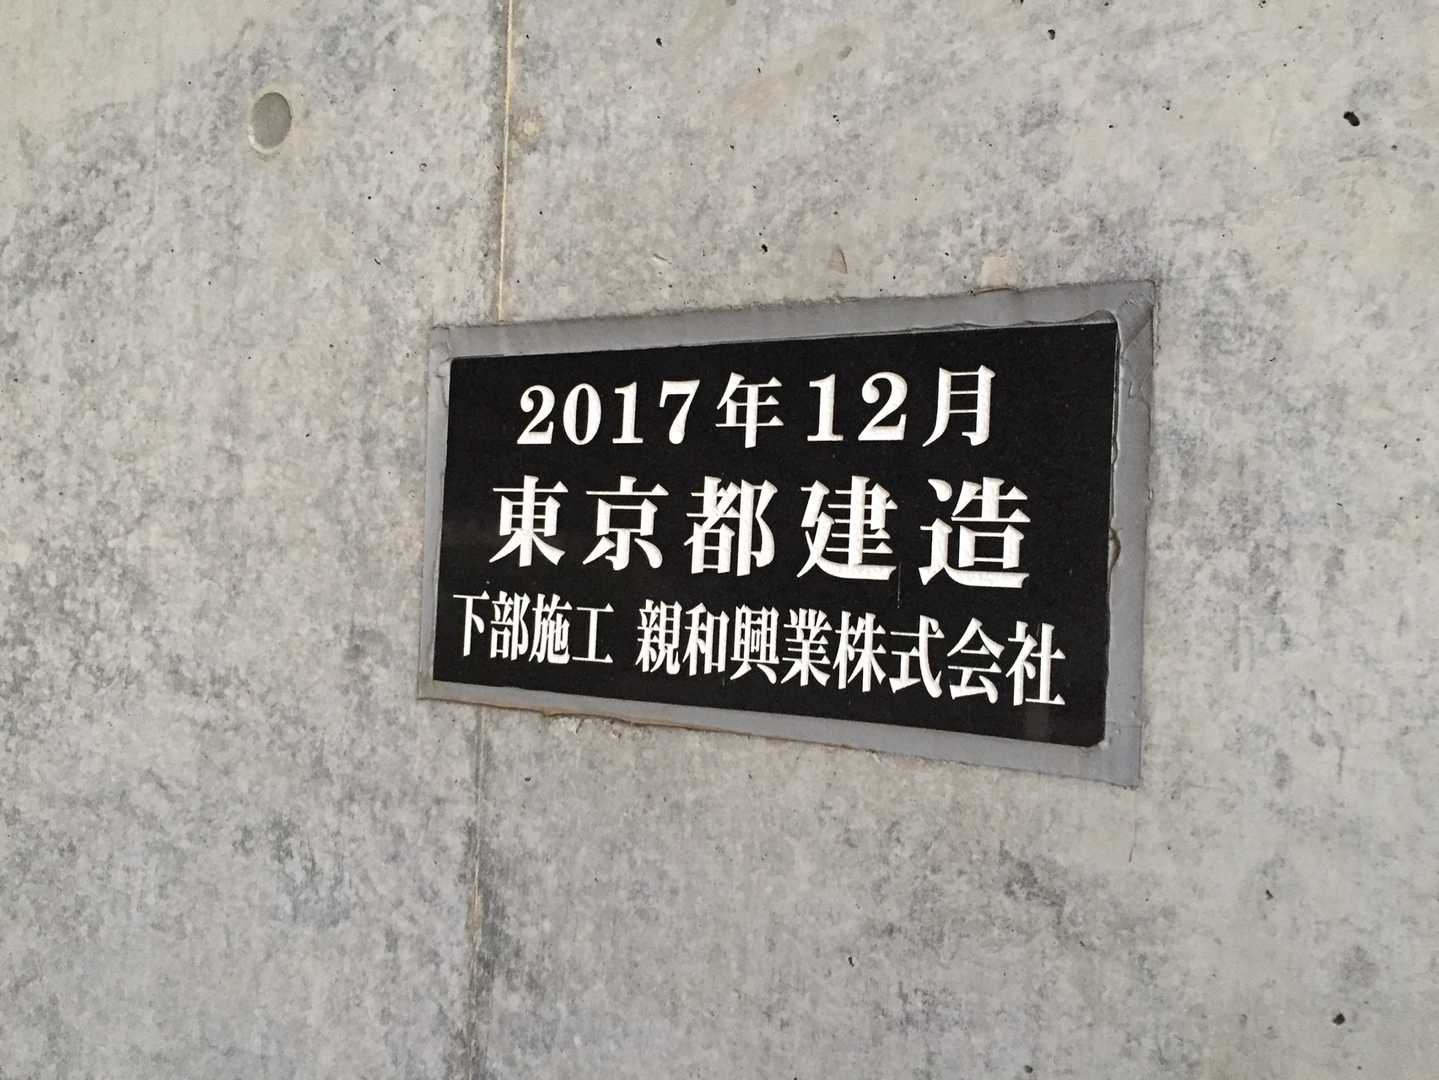 2017年12月
東京都建造
下部施工 親和興業株式会社